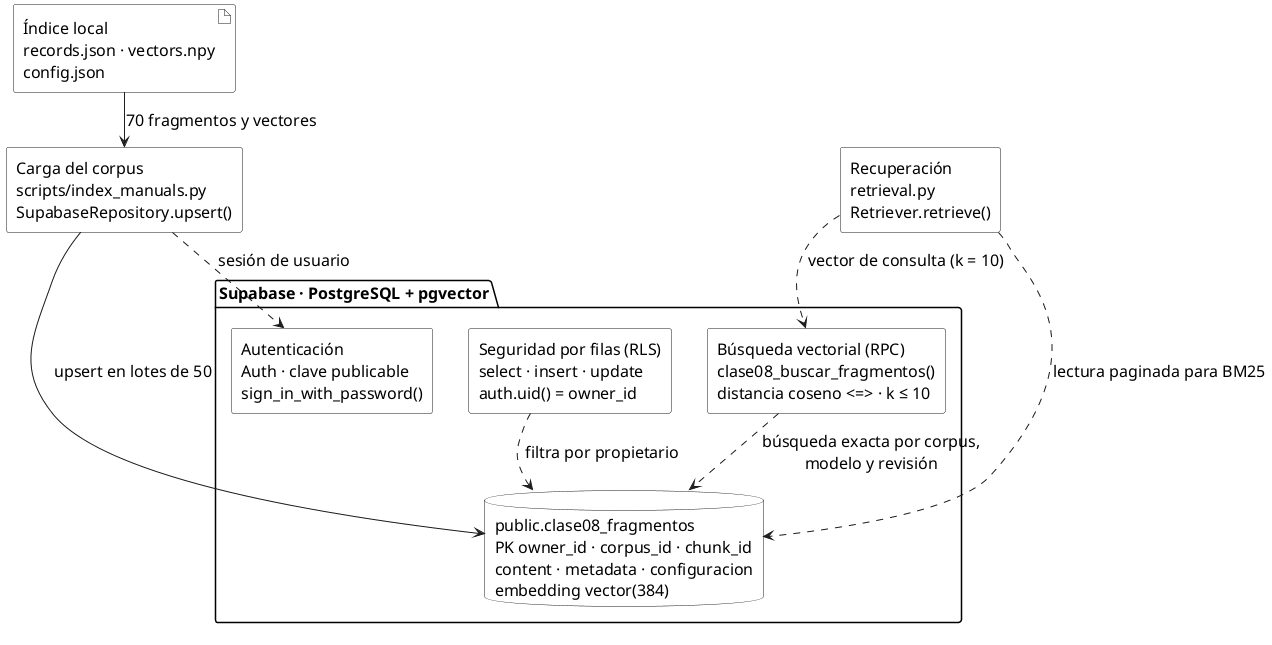 Índice local
records.json · vectors.npy
config.json
70 fragmentos y vectores
Carga del corpus
scripts/index_manuals.py
SupabaseRepository.upsert()
Recuperación
retrieval.py
Retriever.retrieve()
sesión de usuario
vector de consulta (k = 10)
Supabase · PostgreSQL + pgvector
Autenticación
Auth · clave publicable
sign_in_with_password()
Seguridad por filas (RLS)
select · insert · update
auth.uid() = owner_id
Búsqueda vectorial (RPC)
clase08_buscar_fragmentos()
distancia coseno <=> · k ≤ 10
upsert en lotes de 50
lectura paginada para BM25
filtra por propietario
búsqueda exacta por corpus,
modelo y revisión
public.clase08_fragmentos
PK owner_id · corpus_id · chunk_id
content · metadata · configuracion
embedding vector(384)